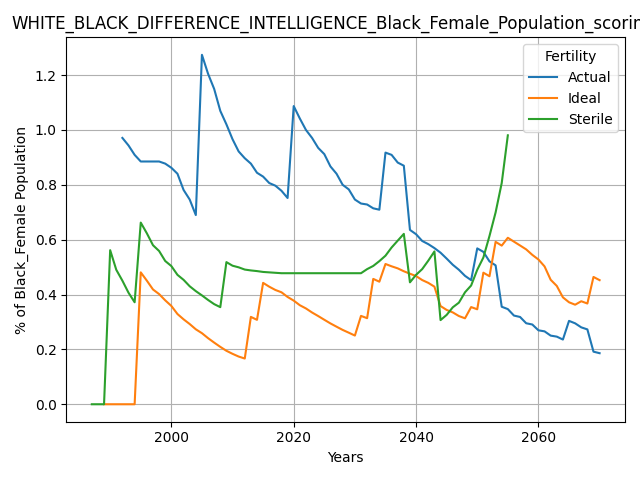 WHITE_BLACK_DIFFERENCE_INTELLIGENCE_Black_Female_Population_scorin
Fertility
Actual
Ideal
Sterile
% of Black_Female Population
1.2
1.0
0.8
0.6
0.4
0.2
0.0
2000 2020 2040 2060
Years